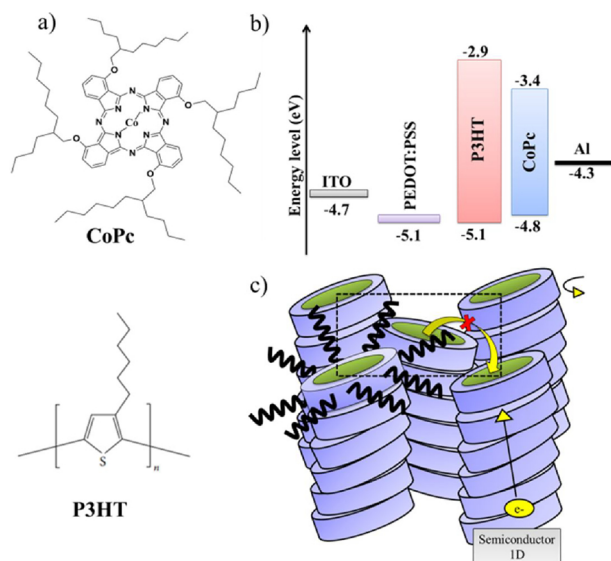 a)
O
N
N
N
O
N
Co
N
N
N
N
O
O
CoPc
P3HT
S
n
b)
Energy level (eV)
ITO
-4.7
PEDOT:PSS
-5.1
-2.9
P3HT
-5.1
-3.4
CoPc
-4.8
Al
-4.3
c)
e-
Semiconductor
1D